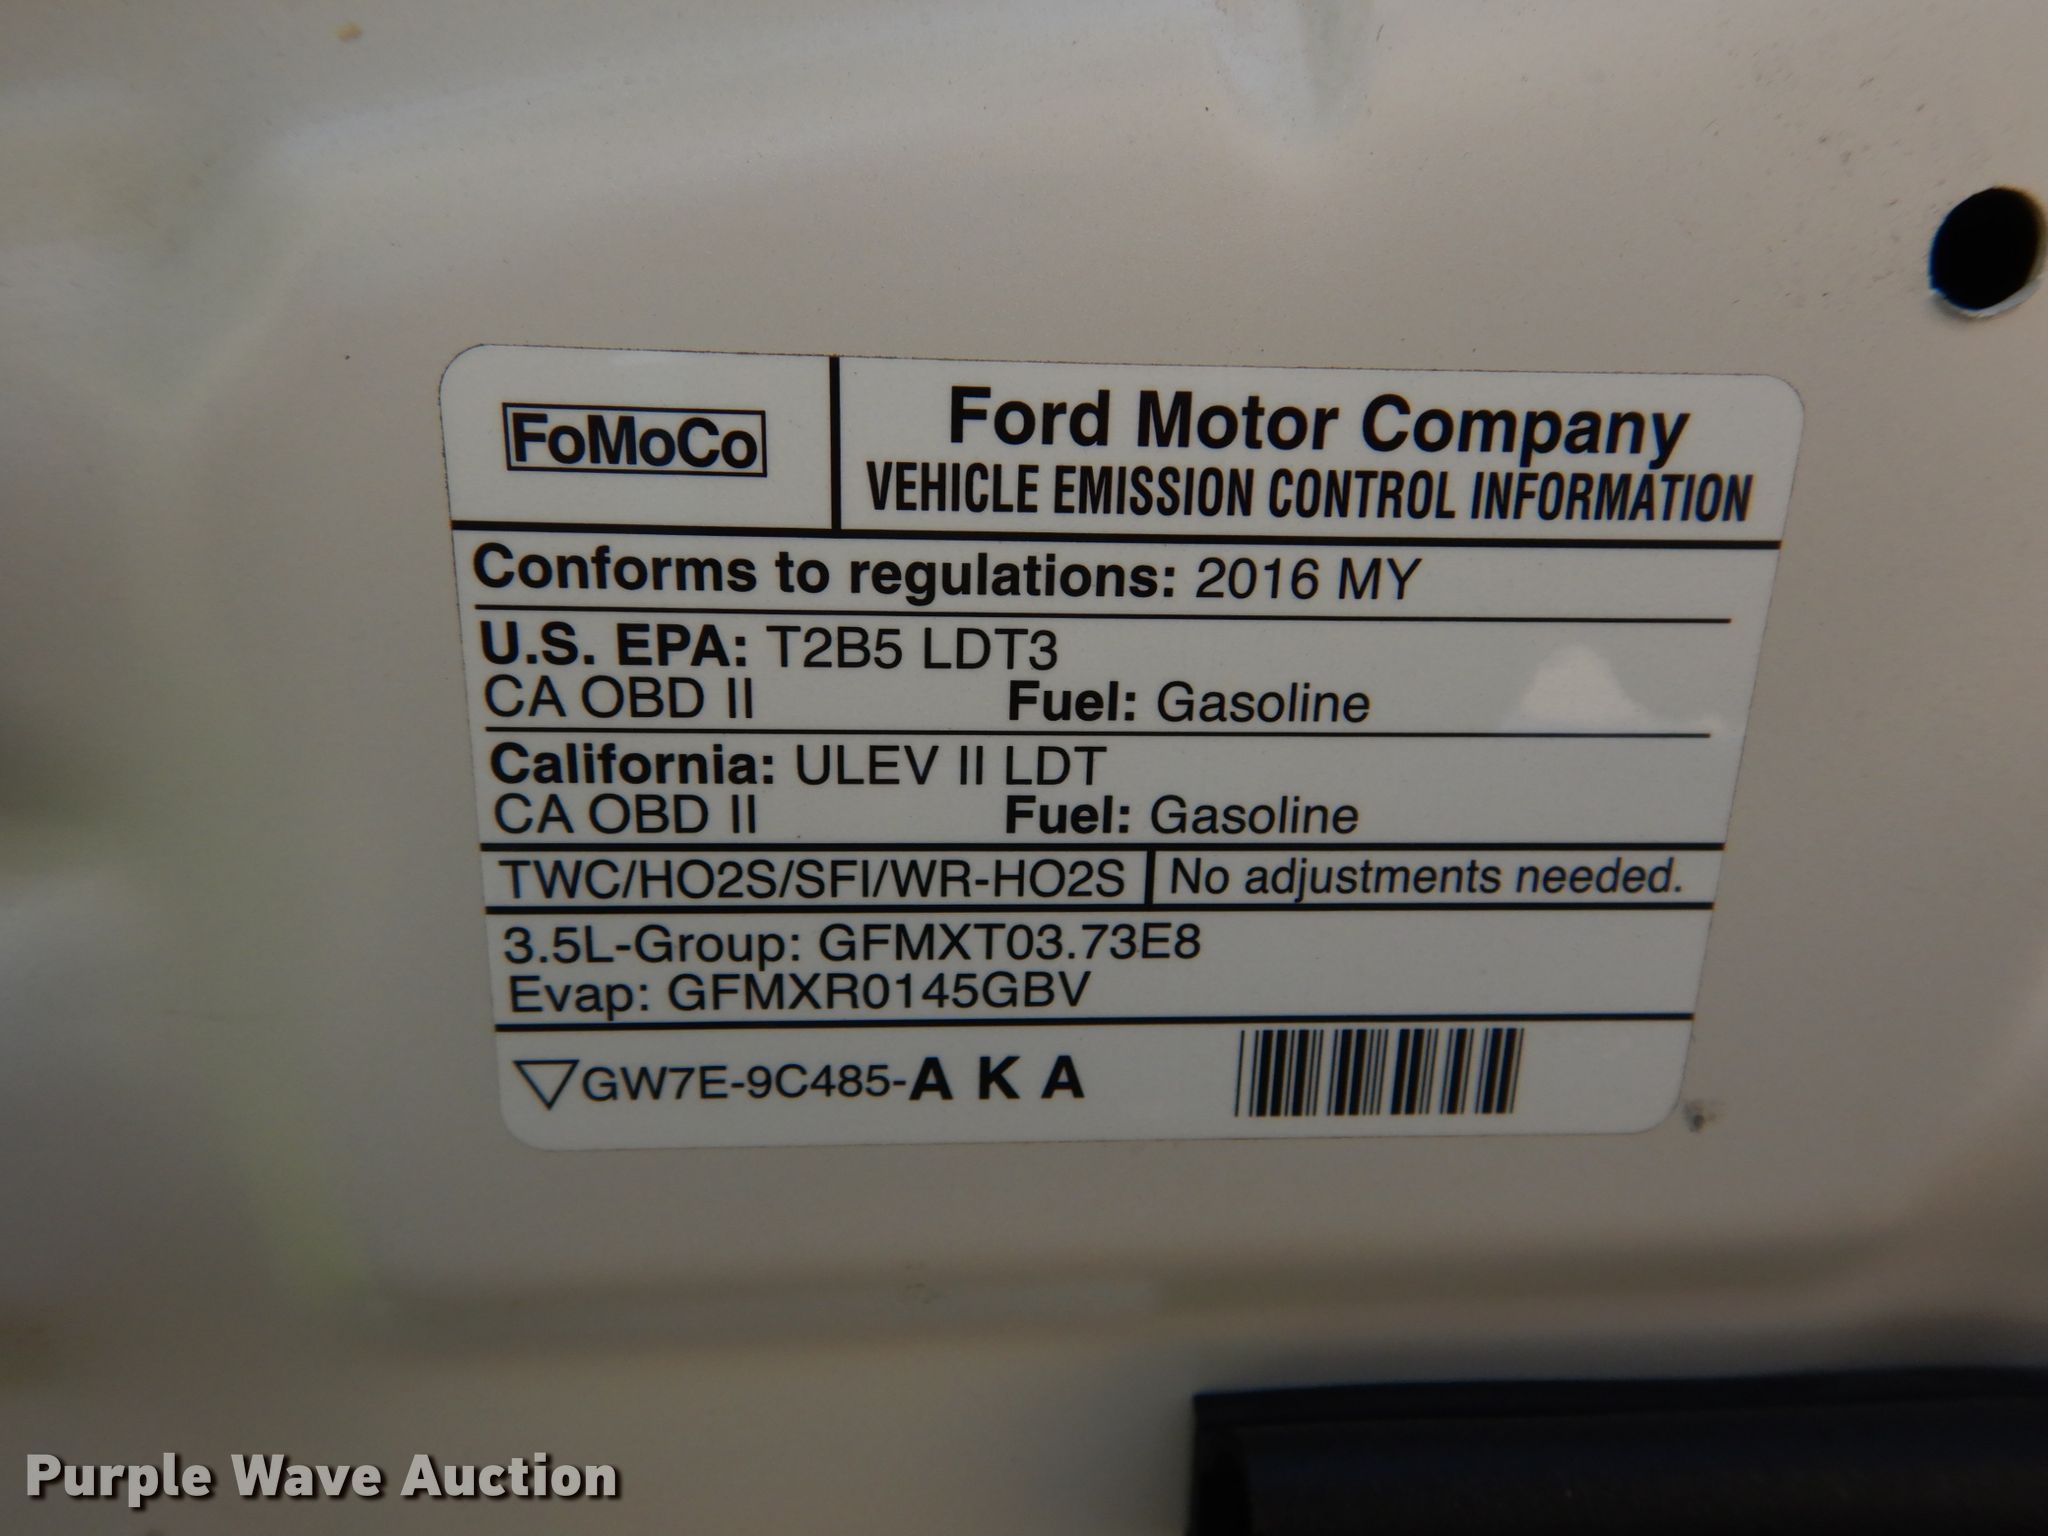 FoMoCo
Ford Motor Company
VEHICLE EMISSION CONTROL INFORMATION
Conforms to regulations: 2016 MY
U.S. EPA: T2B5 LDT3
CA OBD II Fuel: Gasoline
California: ULEV II LDT
CA OBD II Fuel: Gasoline
TWC/HO2S/SFI/WR-HO2S No adjustments needed.
3.5L-Group: GFMXT03.73E8
Evap: GFMXR0145GBV
GW7E-9C485-A K A
Purple Wave Auction